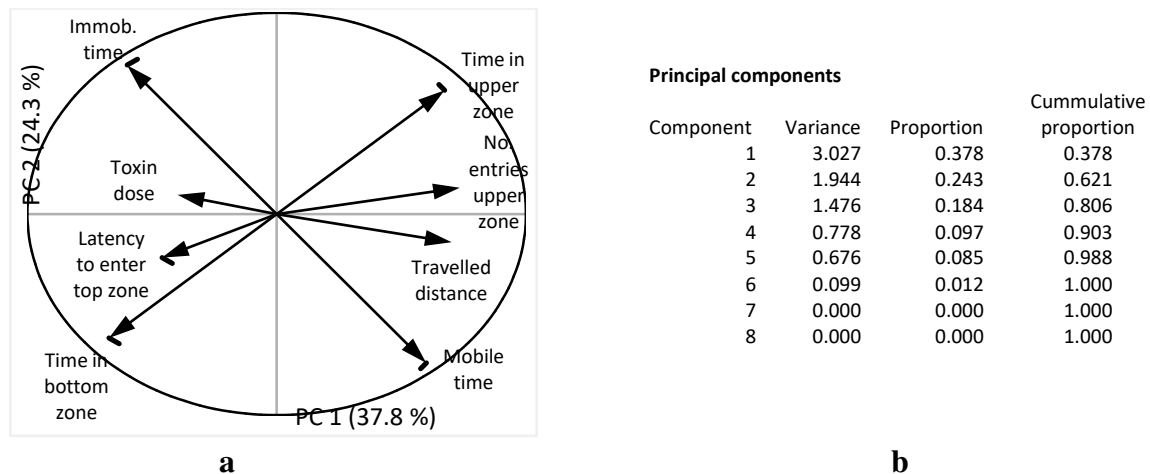 Immob.
time
Time in
upper
zone
No.
entries
upper
zone
PC 2 (24.3 %)
Toxin
dose
Latency
to enter
top zone
Travelled
distance
Time in
bottom
zone
Mobile
time
PC 1 (37.8 %)
a
Principal components
Cummulative
Component Variance Proportion proportion
1 3.027 0.378 0.378
2 1.944 0.243 0.621
3 1.476 0.184 0.806
4 0.778 0.097 0.903
5 0.676 0.085 0.988
6 0.099 0.012 1.000
7 0.000 0.000 1.000
8 0.000 0.000 1.000
b